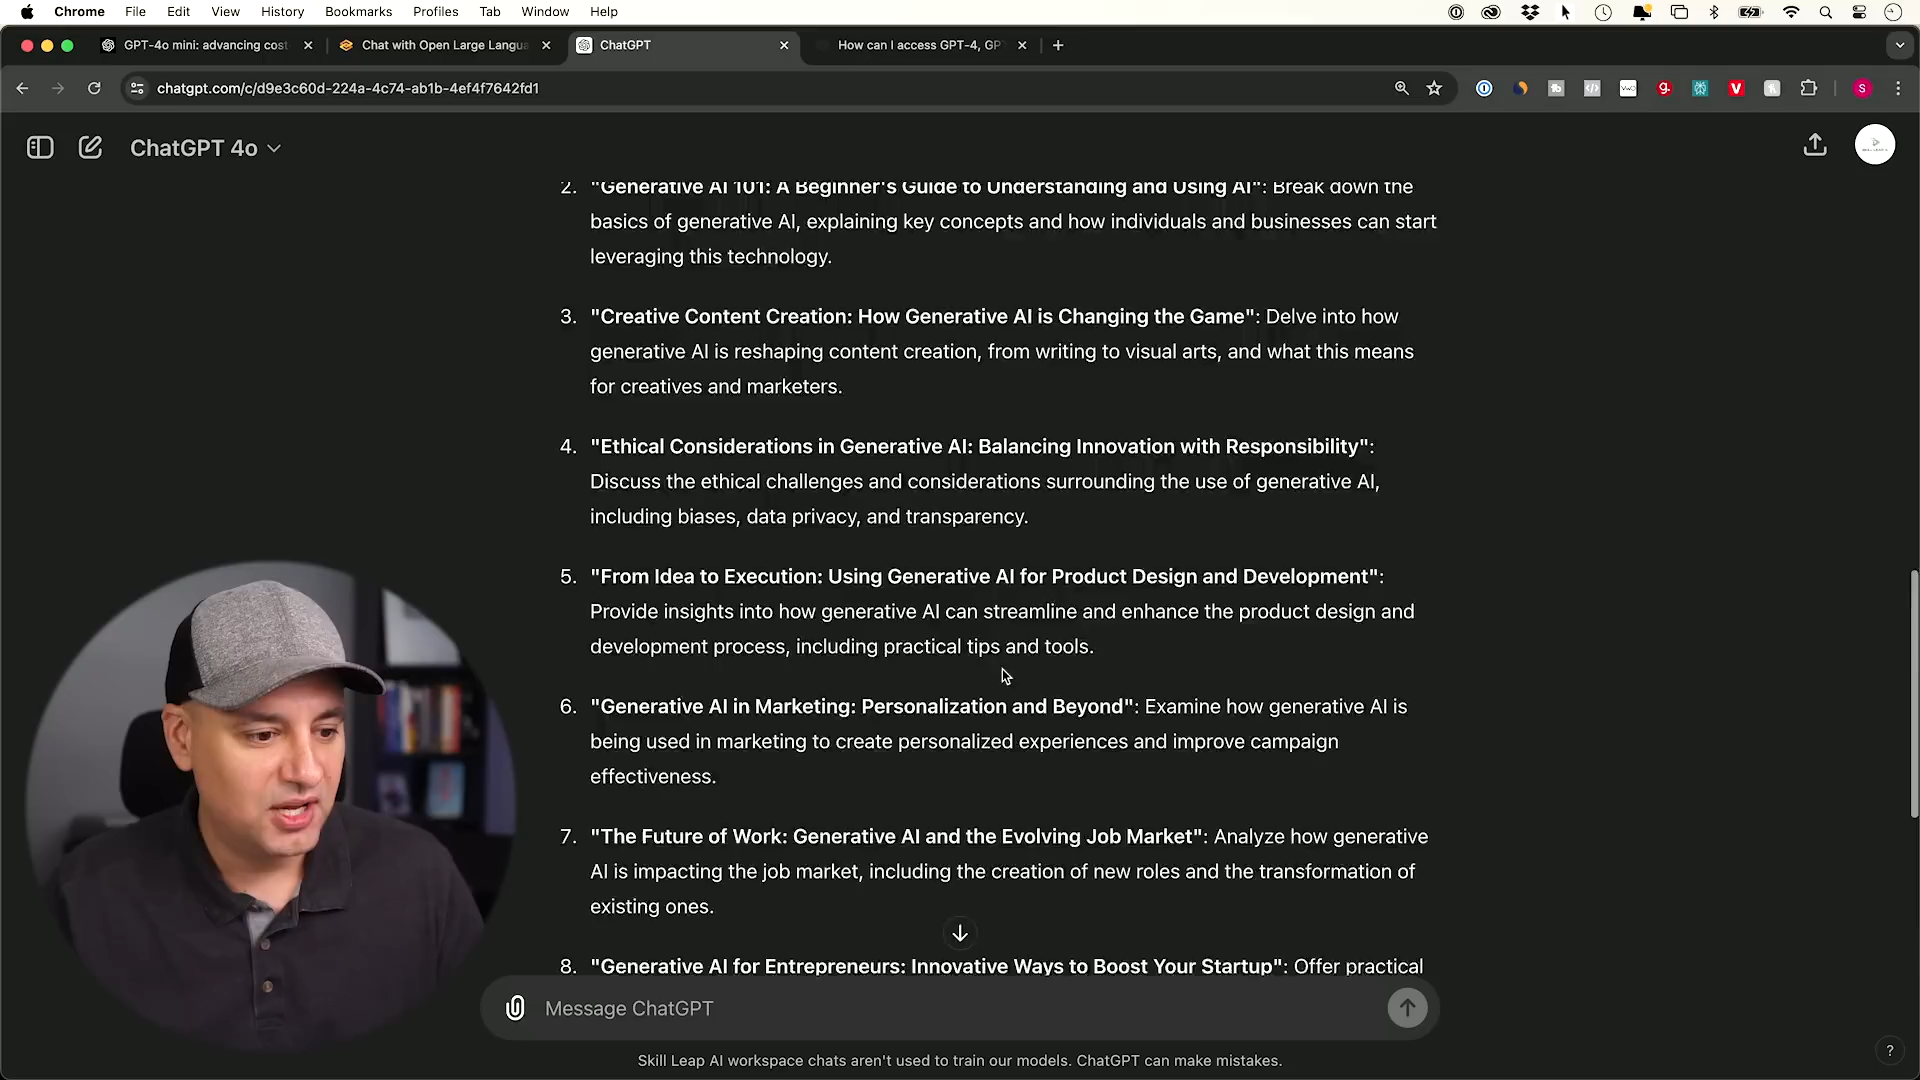 Chrome File Edit View History Bookmarks Profiles Tab Window Help
GPT-4o mini: advancing cost
Chat with Open Large Langua
ChatGPT
How can I access GPT-4, GP
chatgpt.com/c/d9e3c60d-224a-4c74-ab1b-4ef4f7642fd1
ChatGPT 4o
2. "Generative AI 101: A Beginner's Guide to Understanding and Using AI": Break down the
basics of generative AI, explaining key concepts and how individuals and businesses can start
leveraging this technology.
3. "Creative Content Creation: How Generative AI is Changing the Game": Delve into how
generative AI is reshaping content creation, from writing to visual arts, and what this means
for creatives and marketers.
4. "Ethical Considerations in Generative AI: Balancing Innovation with Responsibility":
Discuss the ethical challenges and considerations surrounding the use of generative AI,
including biases, data privacy, and transparency.
5. "From Idea to Execution: Using Generative AI for Product Design and Development":
Provide insights into how generative AI can streamline and enhance the product design and
development process, including practical tips and tools.
6. "Generative AI in Marketing: Personalization and Beyond": Examine how generative AI is
being used in marketing to create personalized experiences and improve campaign
effectiveness.
7. "The Future of Work: Generative AI and the Evolving Job Market": Analyze how generative
AI is impacting the job market, including the creation of new roles and the transformation of
existing ones.
8. "Generative AI for Entrepreneurs: Innovative Ways to Boost Your Startup": Offer practical
Message ChatGPT
Skill Leap AI workspace chats aren't used to train our models. ChatGPT can make mistakes.
?